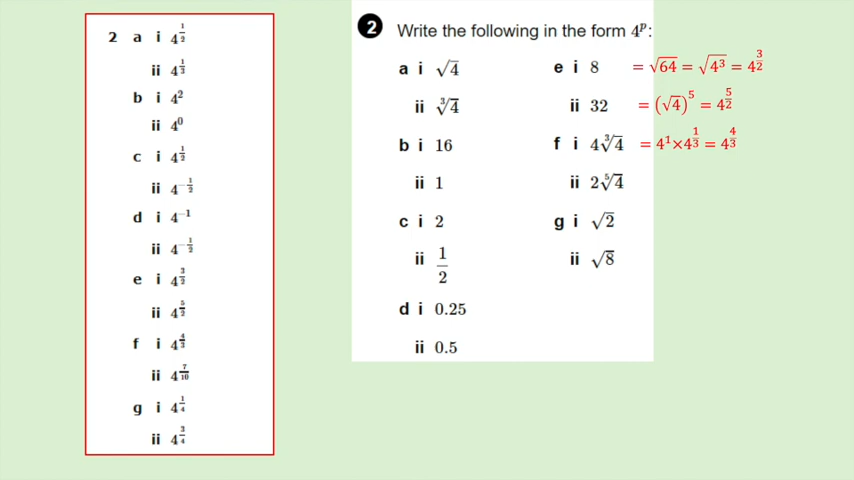 2 a i 4^{1/2}
ii 4^{1/3}
b i 4^2
ii 4^0
c i 4^{1/2}
ii 4^{-1/2}
d i 4^{-1}
ii 4^{-1/2}
e i 4^{3/2}
ii 4^{5/2}
f i 4^{4/3}
ii 4^{7/10}
g i 4^{1/4}
ii 4^{3/4}
2 Write the following in the form 4^p:
a i √4
ii ∛4
b i 16
ii 1
c i 2
ii 1/2
d i 0.25
ii 0.5
e i 8 = √64 = √4³ = 4^{3/2}
ii 32 = (√4)^5 = 4^{5/2}
f i 4∛4 = 4^1×4^{1/3} = 4^{4/3}
ii 2⁵√4
g i √2
ii √8